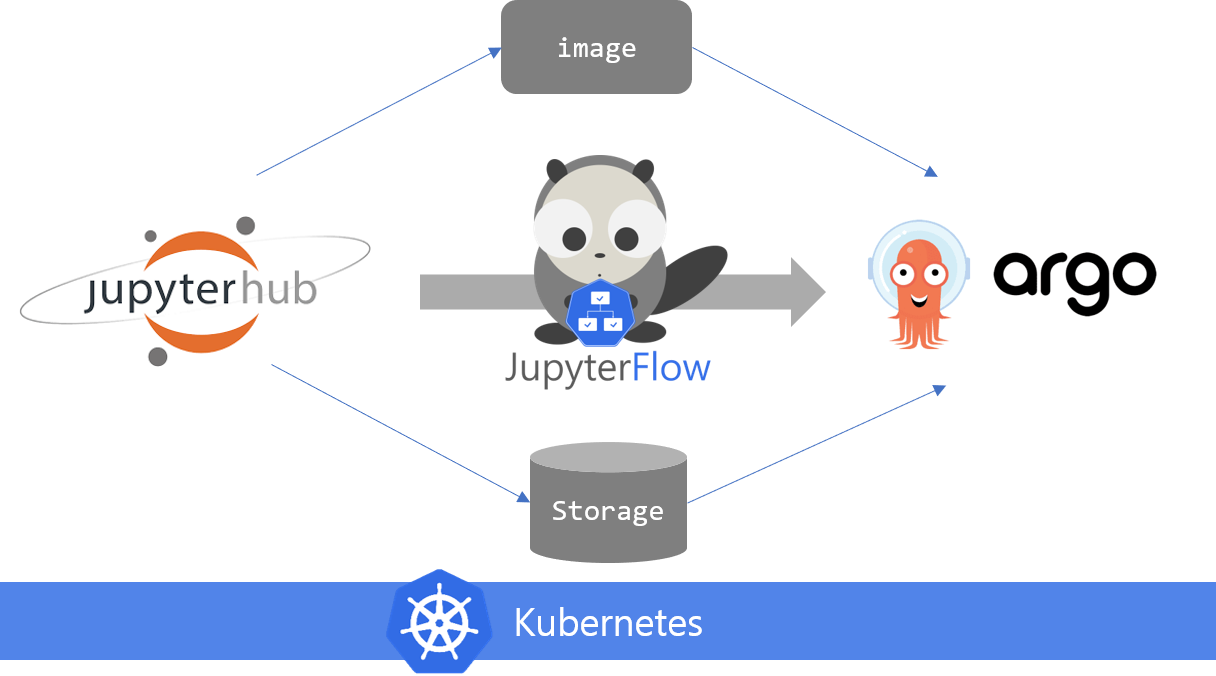 image
jupyterhub
argo
JupyterFlow
Storage
Kubernetes